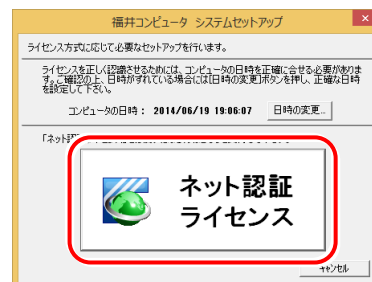 福井コンピュータ システムセットアップ
ライセンス方式に応じて必要なセットアップを行います。
ライセンスを正しく認識させるためには、コンピュータの日時を正確に合せる必要がありま
す。ご確認の上、日時がずれている場合には[日時の変更]ボタンを押し、正確な日時
を設定して下さい。
コンピュータの日時： 2014/06/19 19:06:07 日時の変更...
「ネット認
ネット認証
ライセンス
キャンセル